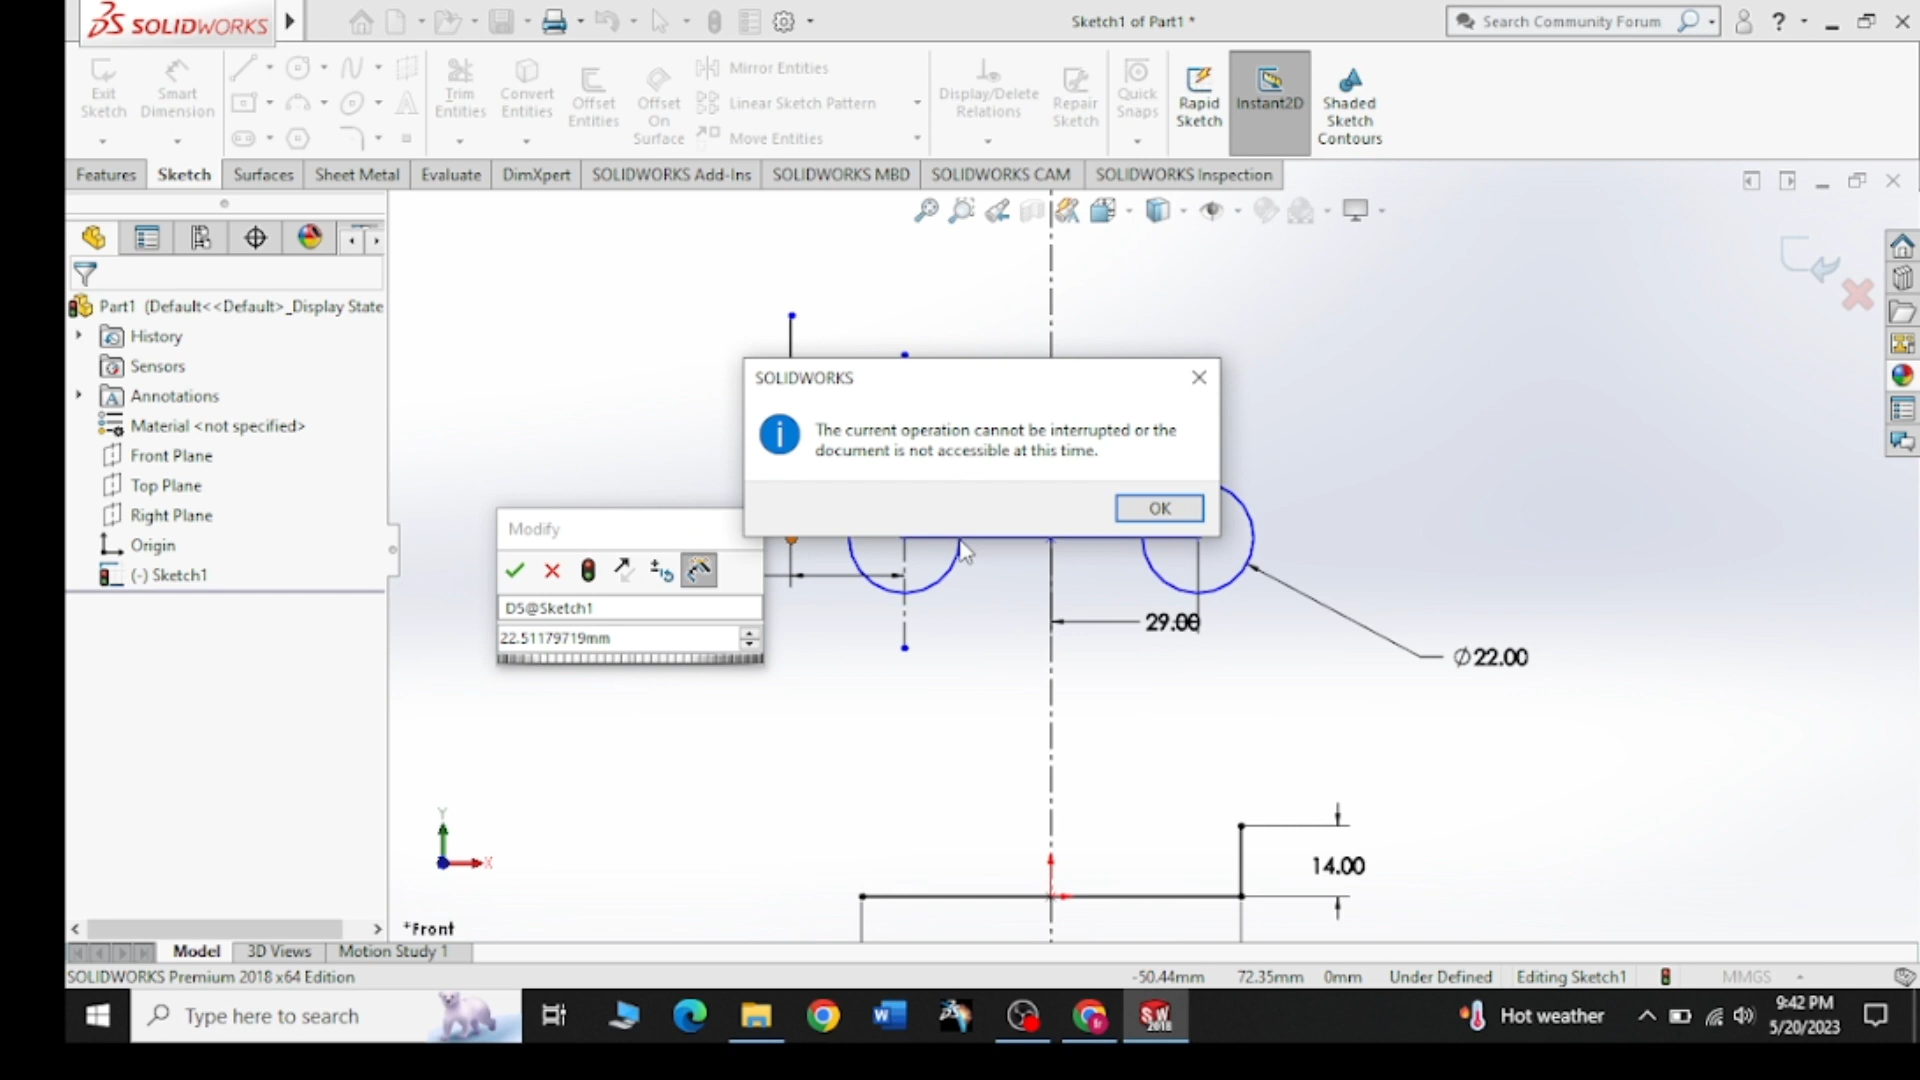 SOLIDWORKS
Sketch1 of Part1 *
Search Community Forum
?
Exit Sketch
Smart Dimension
Trim Entities
Convert Entities
Offset Entities
Offset On Surface
Mirror Entities
Linear Sketch Pattern
Move Entities
Display/Delete Relations
Repair Sketch
Quick Snaps
Rapid Sketch
Instant2D
Shaded Sketch Contours
Features
Sketch
Surfaces
Sheet Metal
Evaluate
DimXpert
SOLIDWORKS Add-Ins
SOLIDWORKS MBD
SOLIDWORKS CAM
SOLIDWORKS Inspection
Part1 (Default<<Default>_Display State
History
Sensors
Annotations
Material <not specified>
Front Plane
Top Plane
Right Plane
Origin
(-) Sketch1
SOLIDWORKS
The current operation cannot be interrupted or the
document is not accessible at this time.
OK
Modify
D5@Sketch1
22.51179719mm
29.00
∅22.00
14.00
Y
X
*Front
Model
3D Views
Motion Study 1
SOLIDWORKS Premium 2018 x64 Edition
-50.44mm
72.35mm
0mm
Under Defined
Editing Sketch1
MMGS
Type here to search
Hot weather
9:42 PM
5/20/2023